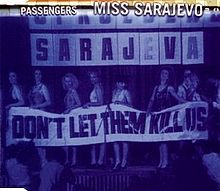 PASSENGERS MISS SARAJEVO
SARAJEVA
DON'T LET THEM KILL US